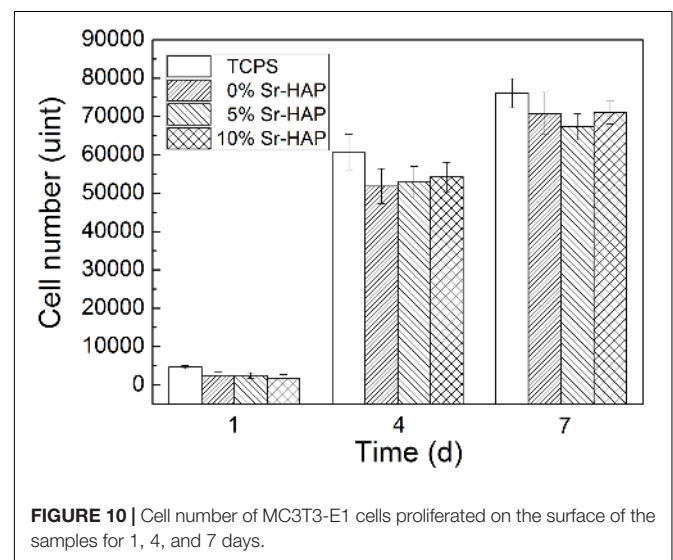 90000
80000
70000
60000
50000
40000
30000
20000
10000
0
Cell number (uint)
TCPS
0% Sr-HAP
5% Sr-HAP
10% Sr-HAP
1 4 7
Time (d)
FIGURE 10 | Cell number of MC3T3-E1 cells proliferated on the surface of the
samples for 1, 4, and 7 days.